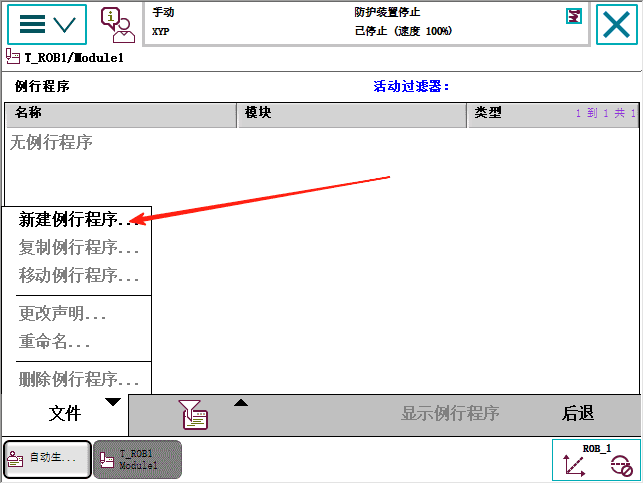 手动
防护装置停止
XYP
已停止 (速度 100%)
T_ROB1/Module1
例行程序
活动过滤器:
名称
模块
类型
1 到 1 共 1
无例行程序
新建例行程序...
复制例行程序...
移动例行程序...
更改声明...
重命名...
删除例行程序...
文件
显示例行程序
后退
自动生...
T_ROB1
Module1
ROB_1